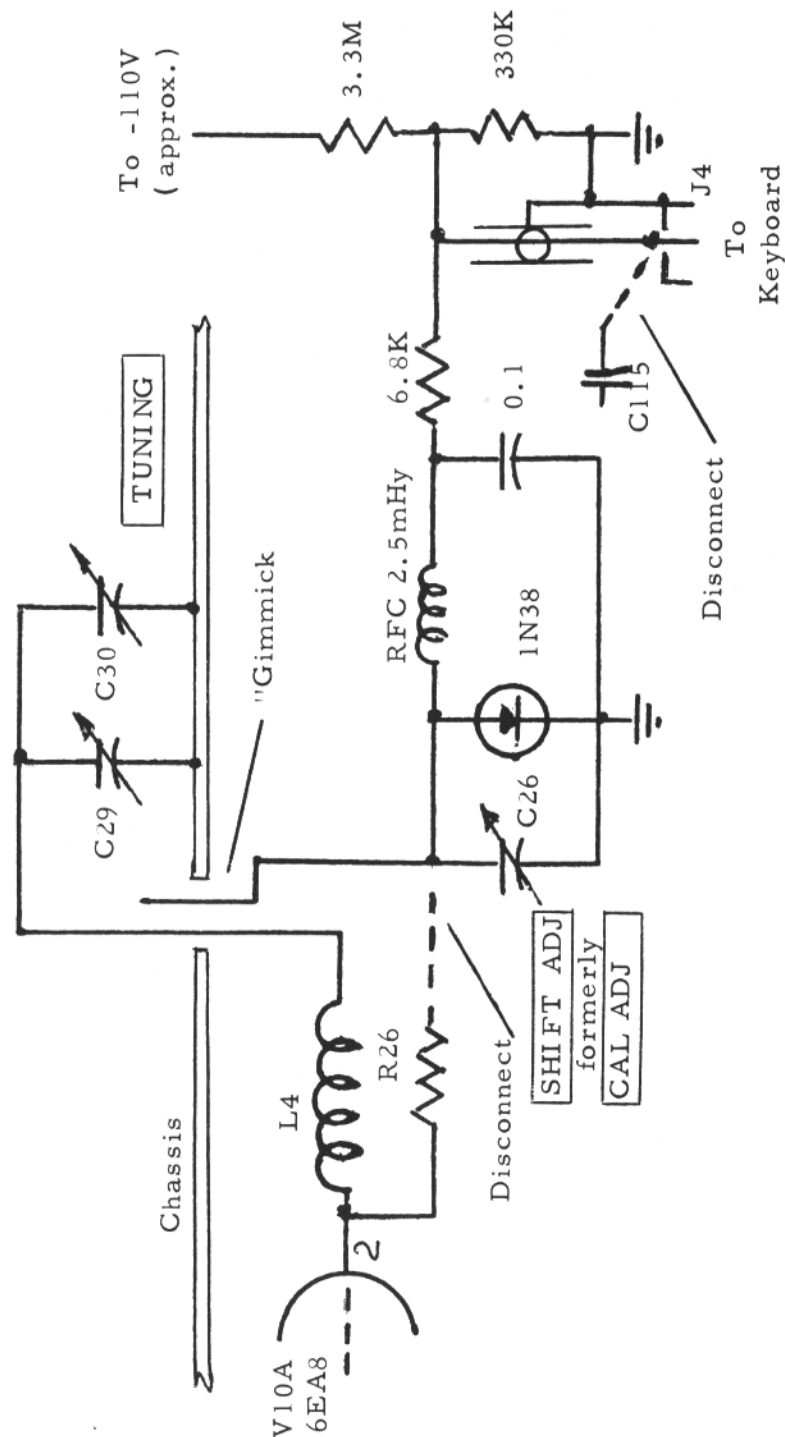 To -110V
(approx.)
3.3M
330K
TUNING
C30
C29
"Gimmick
Chassis
6.8K
0.1
RFC 2.5mHy
1N38
C26
C115
J4
To
Keyboard
Disconnect
L4
R26
Disconnect
SHIFT ADJ
formerly
CAL ADJ
2
V10A
6EA8